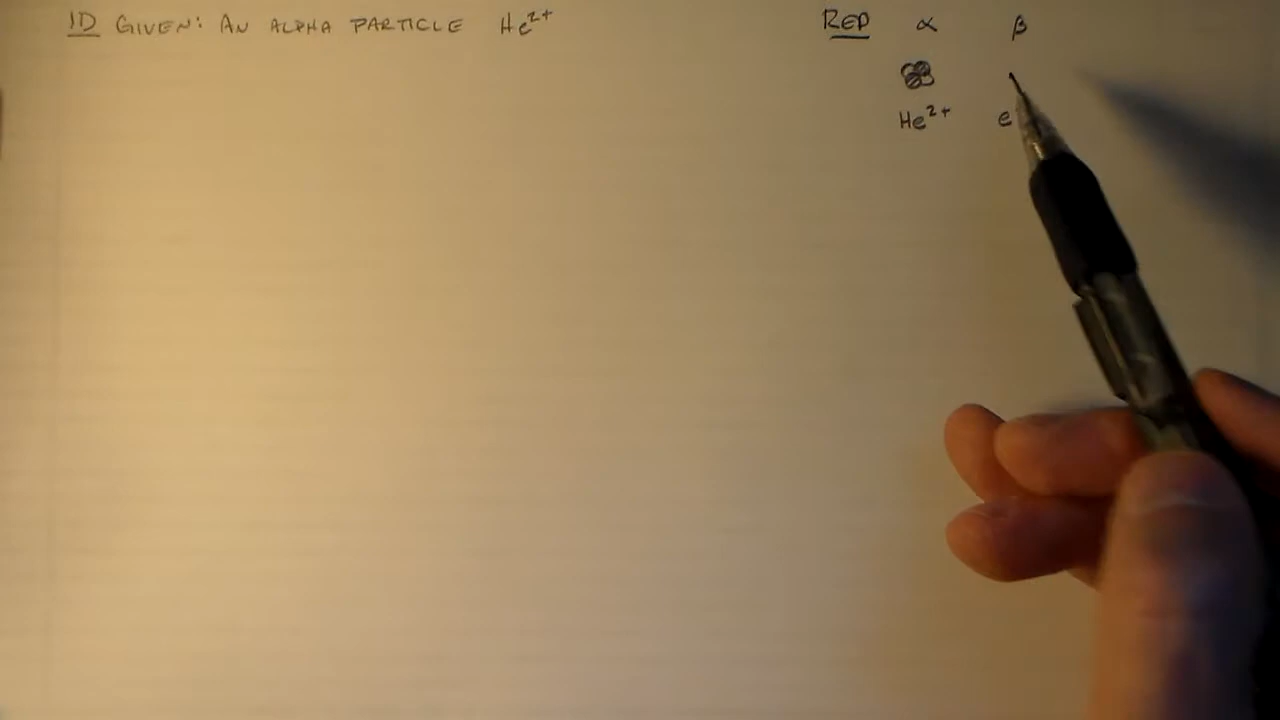 ID GIVEN: AN ALPHA PARTICLE He²⁺
REP α β
He²⁺ e